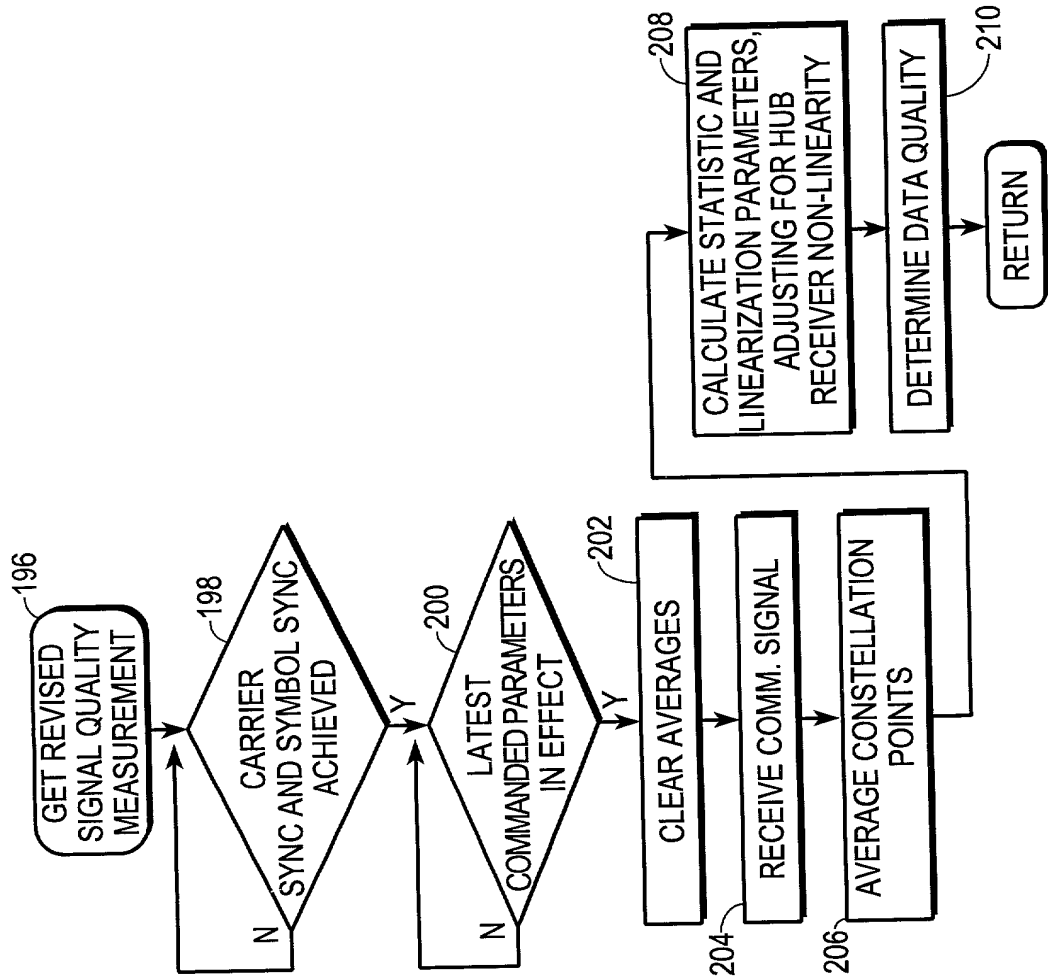 196
GET REVISED
SIGNAL QUALITY
MEASUREMENT
198
CARRIER
SYNC AND SYMBOL SYNC
ACHIEVED
N
Y
200
LATEST
COMMANDED PARAMETERS
IN EFFECT
N
Y
202
CLEAR AVERAGES
204
RECEIVE COMM. SIGNAL
206
AVERAGE CONSTELLATION
POINTS
208
CALCULATE STATISTIC AND
LINEARIZATION PARAMETERS,
ADJUSTING FOR HUB
RECEIVER NON-LINEARITY
210
DETERMINE DATA QUALITY
RETURN